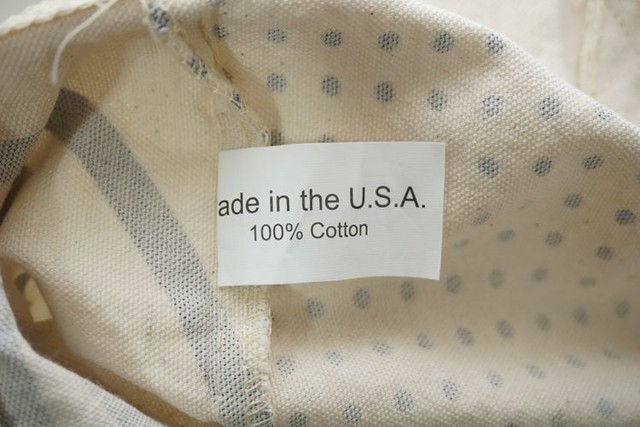 ade in the U.S.A.
100% Cotton